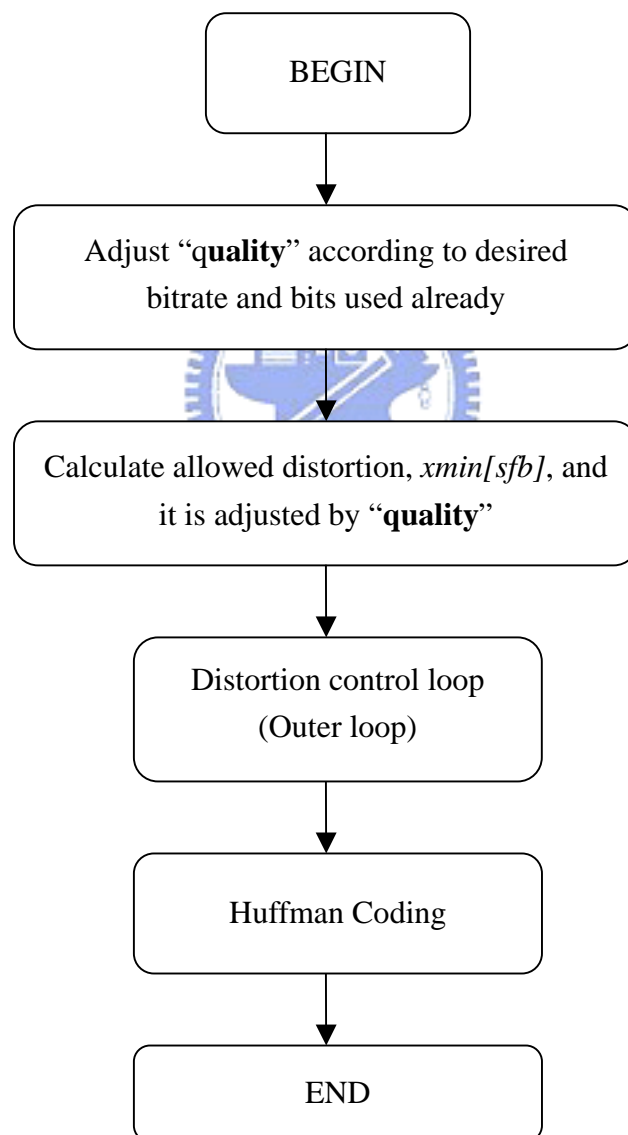 BEGIN
Adjust “quality” according to desired
bitrate and bits used already
Calculate allowed distortion, xmin[sfb], and
it is adjusted by “quality”
Distortion control loop
(Outer loop)
Huffman Coding
END